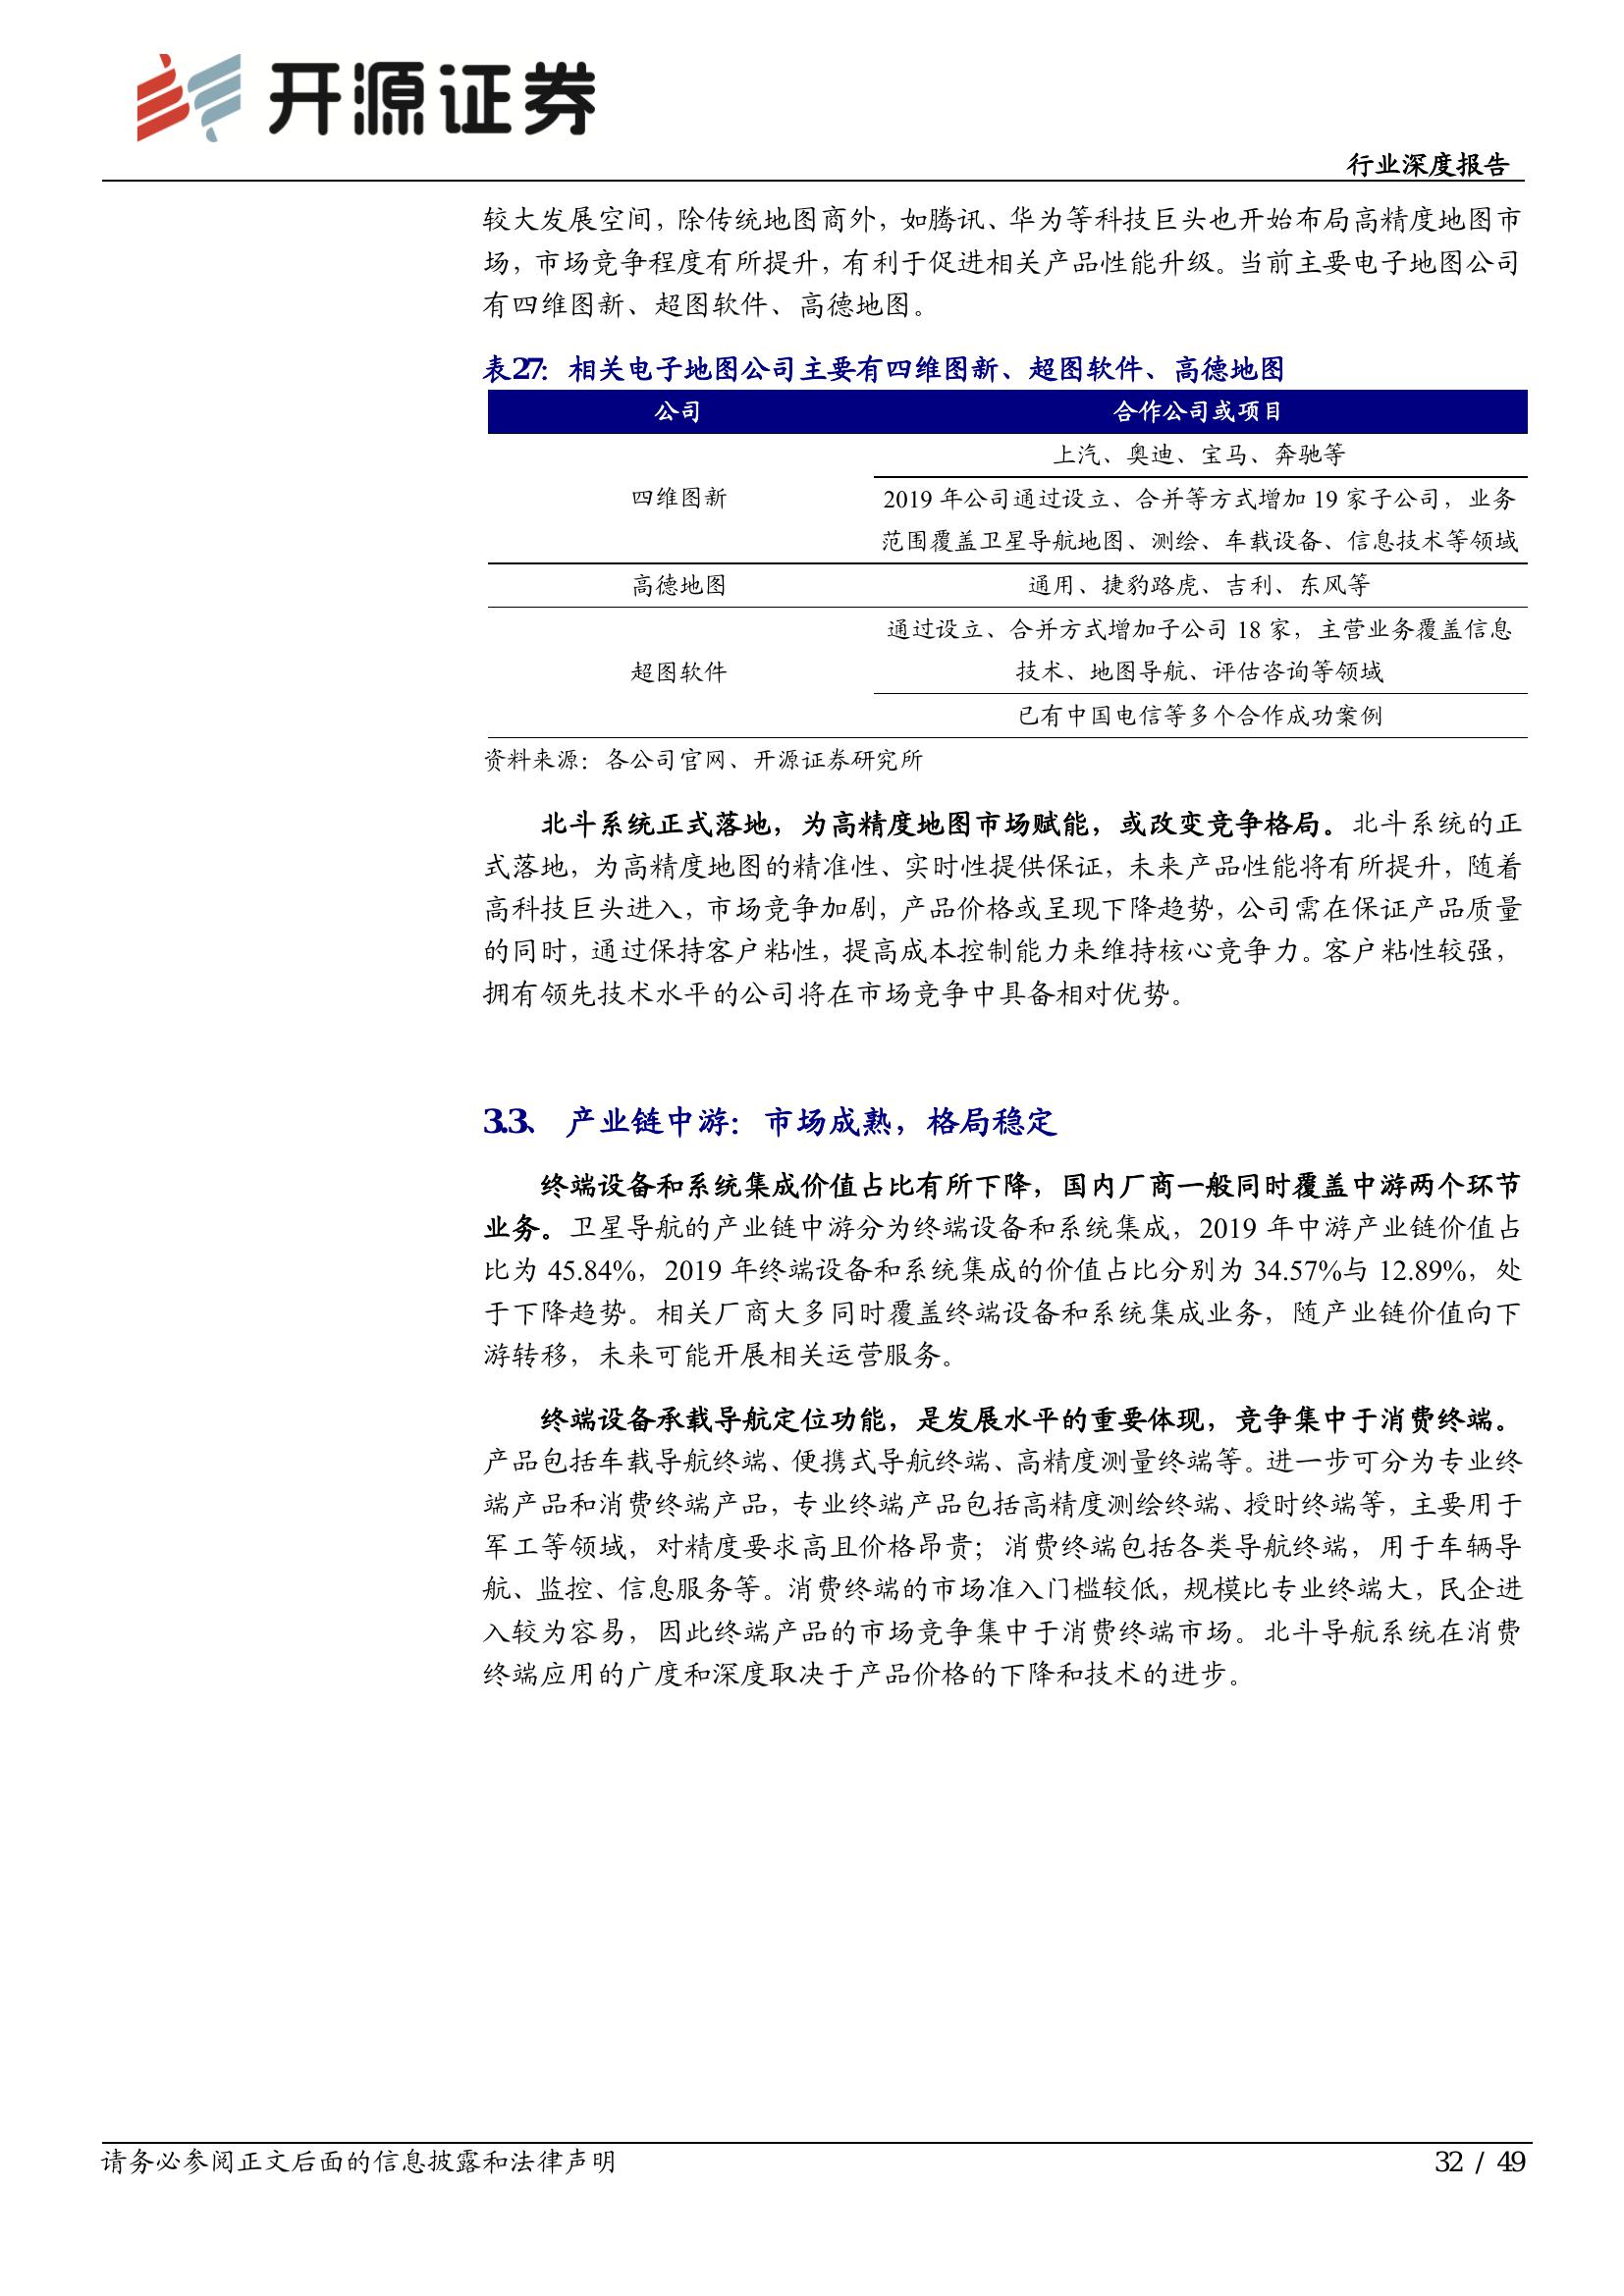 开源证券
行业深度报告
较大发展空间，除传统地图商外，如腾讯、华为等科技巨头也开始布局高精度地图市
场，市场竞争程度有所提升，有利于促进相关产品性能升级。当前主要电子地图公司
有四维图新、超图软件、高德地图。
表27：相关电子地图公司主要有四维图新、超图软件、高德地图
公司 合作公司或项目
上汽、奥迪、宝马、奔驰等
四维图新
2019 年公司通过设立、合并等方式增加 19 家子公司，业务
范围覆盖卫星导航地图、测绘、车载设备、信息技术等领域
高德地图 通用、捷豹路虎、吉利、东风等
通过设立、合并方式增加子公司 18 家，主营业务覆盖信息
超图软件 技术、地图导航、评估咨询等领域
已有中国电信等多个合作成功案例
资料来源：各公司官网、开源证券研究所
北斗系统正式落地，为高精度地图市场赋能，或改变竞争格局。北斗系统的正
式落地，为高精度地图的精准性、实时性提供保证，未来产品性能将有所提升，随着
高科技巨头进入，市场竞争加剧，产品价格或呈现下降趋势，公司需在保证产品质量
的同时，通过保持客户粘性，提高成本控制能力来维持核心竞争力。客户粘性较强，
拥有领先技术水平的公司将在市场竞争中具备相对优势。
3.3、 产业链中游：市场成熟，格局稳定
终端设备和系统集成价值占比有所下降，国内厂商一般同时覆盖中游两个环节
业务。卫星导航的产业链中游分为终端设备和系统集成，2019 年中游产业链价值占
比为 45.84%，2019 年终端设备和系统集成的价值占比分别为 34.57%与 12.89%，处
于下降趋势。相关厂商大多同时覆盖终端设备和系统集成业务，随产业链价值向下
游转移，未来可能开展相关运营服务。
终端设备承载导航定位功能，是发展水平的重要体现，竞争集中于消费终端。
产品包括车载导航终端、便携式导航终端、高精度测量终端等。进一步可分为专业终
端产品和消费终端产品，专业终端产品包括高精度测绘终端、授时终端等，主要用于
军工等领域，对精度要求高且价格昂贵；消费终端包括各类导航终端，用于车辆导
航、监控、信息服务等。消费终端的市场准入门槛较低，规模比专业终端大，民企进
入较为容易，因此终端产品的市场竞争集中于消费终端市场。北斗导航系统在消费
终端应用的广度和深度取决于产品价格的下降和技术的进步。
请务必参阅正文后面的信息披露和法律声明 32 / 49